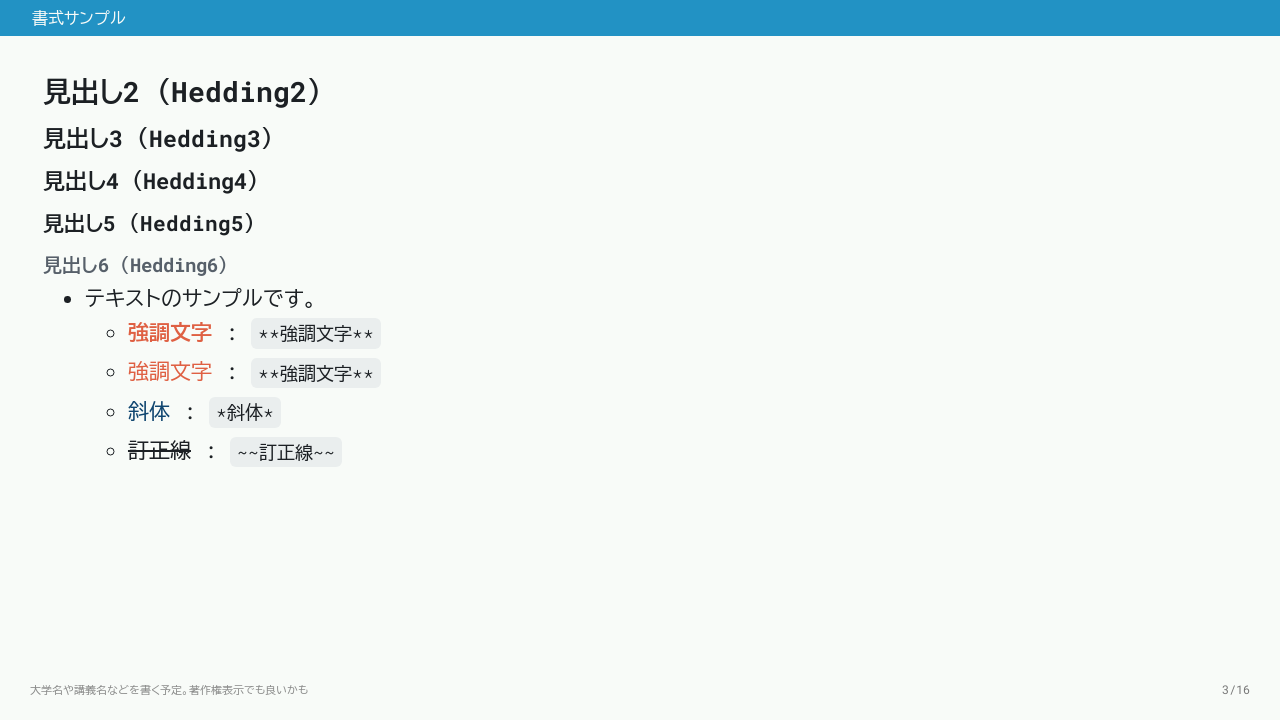 書式サンプル
見出し2（Hedding2）
見出し3（Hedding3）
見出し4（Hedding4）
見出し5（Hedding5）
見出し6（Hedding6）
テキストのサンプルです。
強調文字 ： **強調文字**
強調文字 ： **強調文字**
斜体 ： *斜体*
訂正線 ： ~~訂正線~~
大学名や講義名などを書く予定。著作権表示でも良いかも
3/16